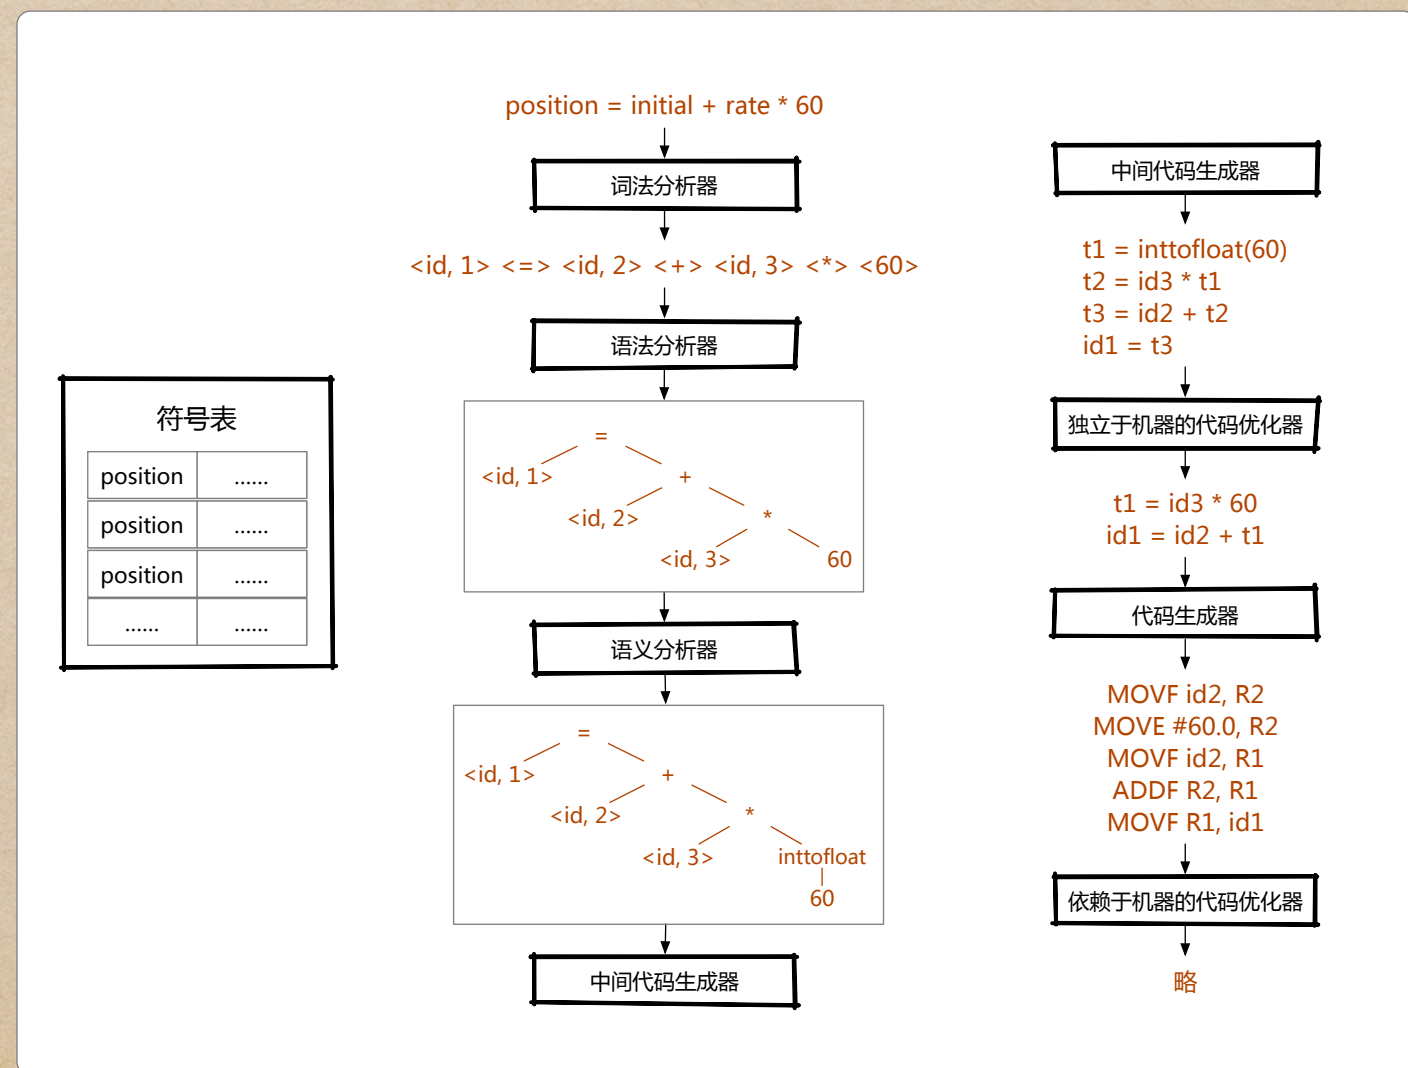 position = initial + rate * 60
词法分析器
<id, 1> <=> <id, 2> <+> <id, 3> <*> <60>
语法分析器
=
<id, 1>
+
<id, 2>
*
<id, 3>
60
语义分析器
=
<id, 1>
+
<id, 2>
*
<id, 3>
inttofloat
60
中间代码生成器
符号表
position ......
position ......
position ......
...... ......
中间代码生成器
t1 = inttofloat(60)
t2 = id3 * t1
t3 = id2 + t2
id1 = t3
独立于机器的代码优化器
t1 = id3 * 60
id1 = id2 + t1
代码生成器
MOVF id2, R2
MOVE #60.0, R2
MOVF id2, R1
ADDF R2, R1
MOVF R1, id1
依赖于机器的代码优化器
略